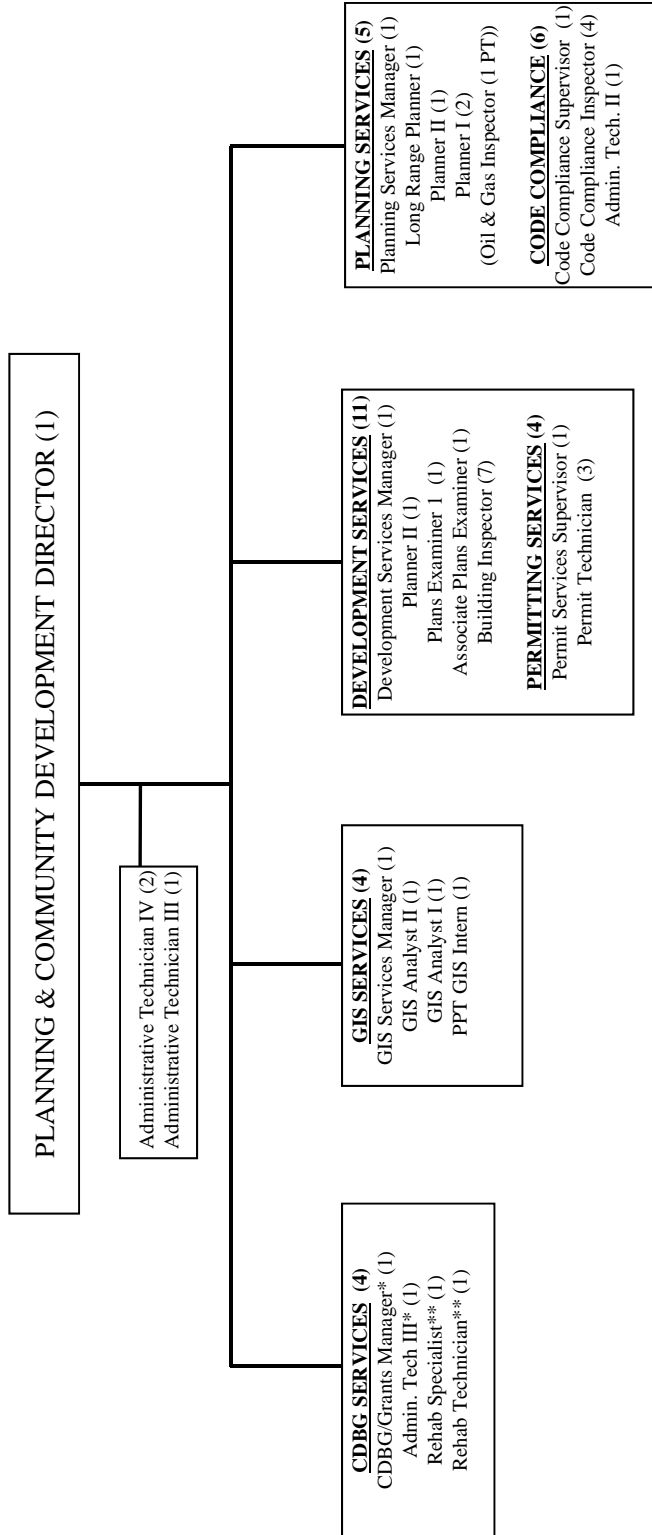 PLANNING & COMMUNITY DEVELOPMENT DIRECTOR (1)
Administrative Technician IV (2)
Administrative Technician III (1)
CDBG SERVICES (4)
CDBG/Grants Manager* (1)
Admin. Tech III* (1)
Rehab Specialist** (1)
Rehab Technician** (1)
GIS SERVICES (4)
GIS Services Manager (1)
GIS Analyst II (1)
GIS Analyst I (1)
PPT GIS Intern (1)
DEVELOPMENT SERVICES (11)
Development Services Manager (1)
Planner II (1)
Plans Examiner 1 (1)
Associate Plans Examiner (1)
Building Inspector (7)
PERMITTING SERVICES (4)
Permit Services Supervisor (1)
Permit Technician (3)
PLANNING SERVICES (5)
Planning Services Manager (1)
Long Range Planner (1)
Planner II (1)
Planner I (2)
(Oil & Gas Inspector (1 PT))
CODE COMPLIANCE (6)
Code Compliance Supervisor (1)
Code Compliance Inspector (4)
Admin. Tech. II (1)